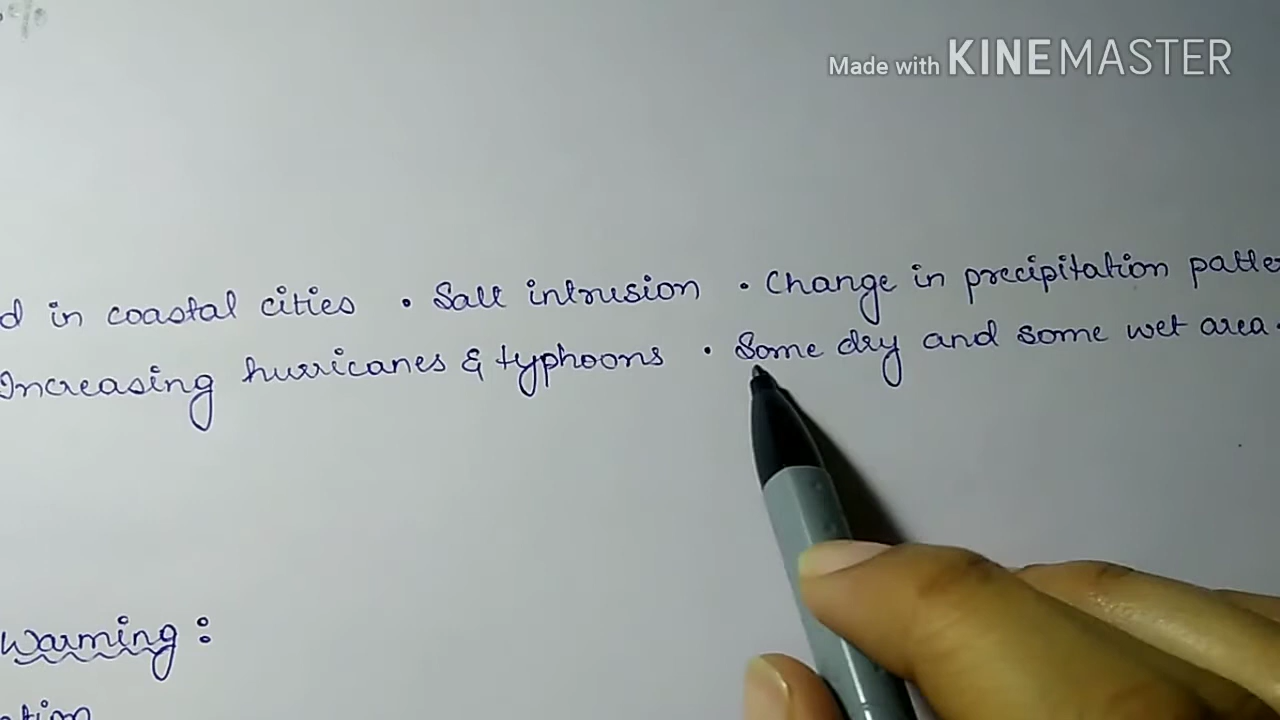 Made with KINEMASTER
d in coastal cities • Salt intrusion • Change in precipitation patte
Increasing hurricanes & typhoons • Some dry and some wet area.
Warming :